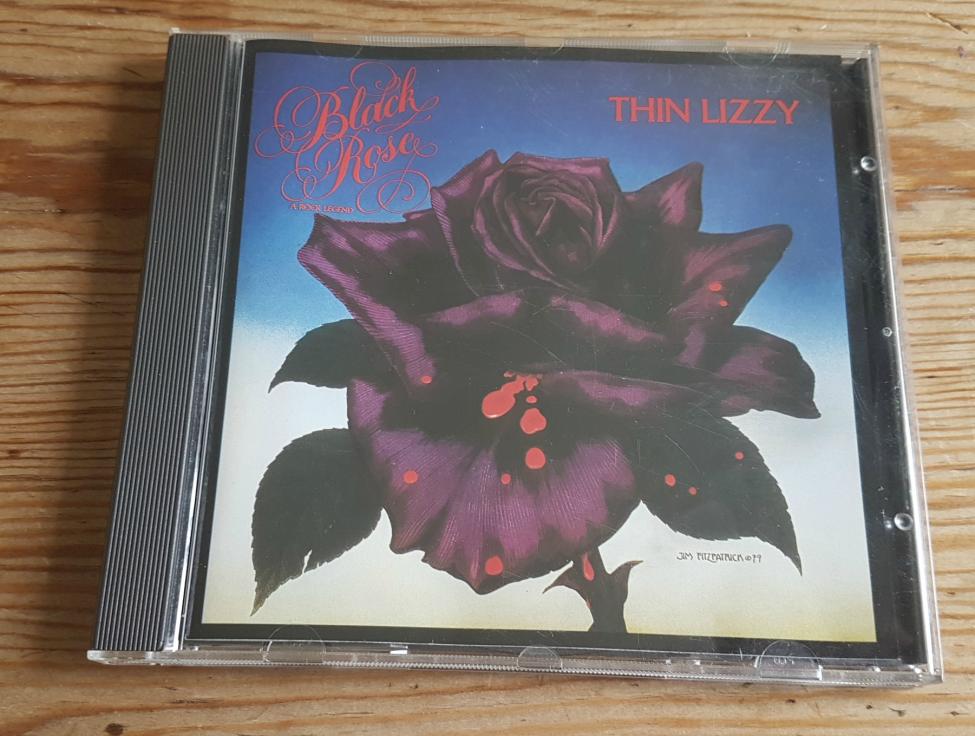 Black
Rose
A ROCK LEGEND
THIN LIZZY
JIM FITZPATRICK © 79